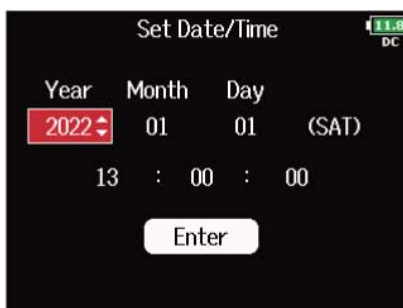 Set Date/Time
11.8
DC
Year Month Day
2022 01 01 (SAT)
13 : 00 : 00
Enter